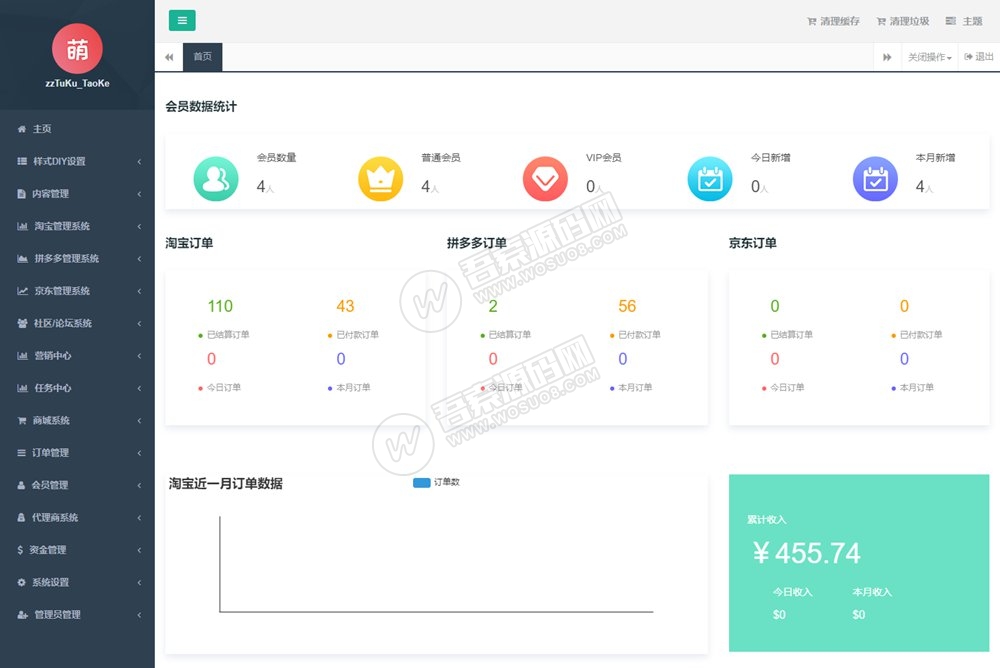 萌
zzTuKu_TaoKe
主页
样式DIY设置
内容管理
淘宝管理系统
拼多多管理系统
京东管理系统
社区/论坛系统
营销中心
任务中心
商城系统
订单管理
会员管理
代理商系统
资金管理
系统设置
管理员管理
清理缓存 清理垃圾 主题
首页 关闭操作 退出
会员数据统计
会员数量 普通会员 VIP会员 今日新增 本月新增
4人 4人 0人 0人 4人
淘宝订单 拼多多订单 京东订单
110 43 2 56 0 0
已结算订单 已付款订单 已结算订单 已付款订单 已结算订单 已付款订单
0 0 0 0 0 0
今日订单 本月订单 今日订单 本月订单 今日订单 本月订单
吾索源码网
WWW.WOSUO8.COM
吾索源码网
WWW.WOSUO8.COM
淘宝近一月订单数据 订单数
累计收入
￥455.74
今日收入 本月收入
$0 $0